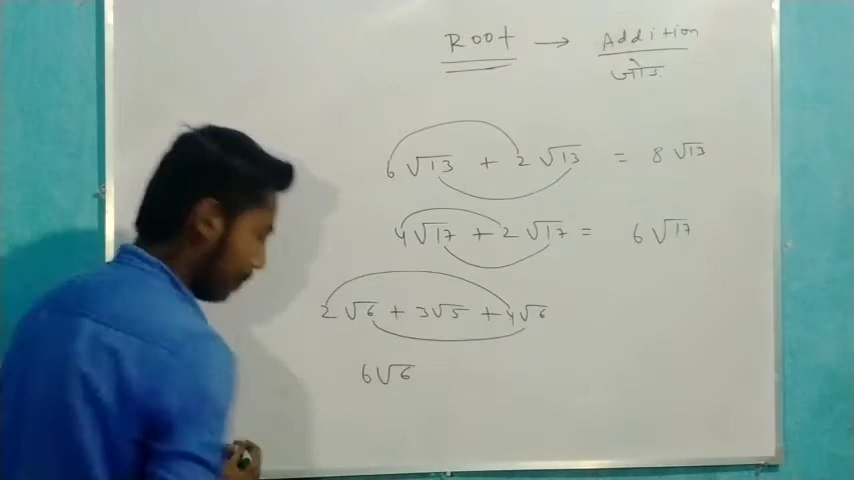 Root → Addition
जोड
6√13 + 2√13 = 8√13
4√17 + 2√17 = 6√17
2√6 + 3√5 + 4√6
6√6